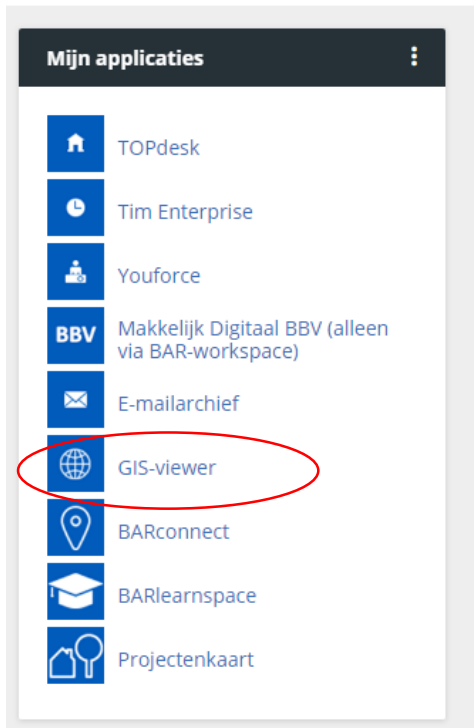 Mijn applicaties
TOPdesk
Tim Enterprise
Youforce
BBV
Makkelijk Digitaal BBV (alleen
via BAR-workspace)
E-mailarchief
GIS-viewer
BARconnect
BARlearnspace
Projectenkaart